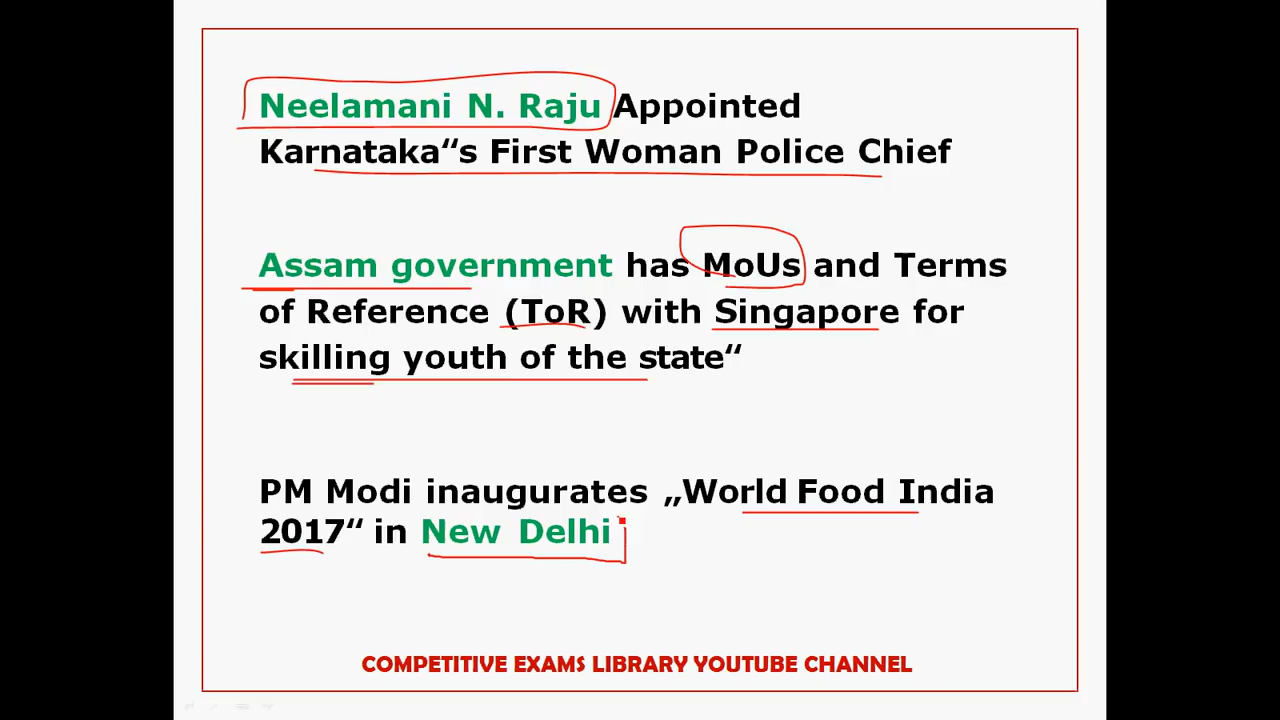 Neelamani N. Raju Appointed
Karnataka“s First Woman Police Chief
Assam government has MoUs and Terms
of Reference (ToR) with Singapore for
skilling youth of the state“
PM Modi inaugurates „World Food India
2017“ in New Delhi
COMPETITIVE EXAMS LIBRARY YOUTUBE CHANNEL